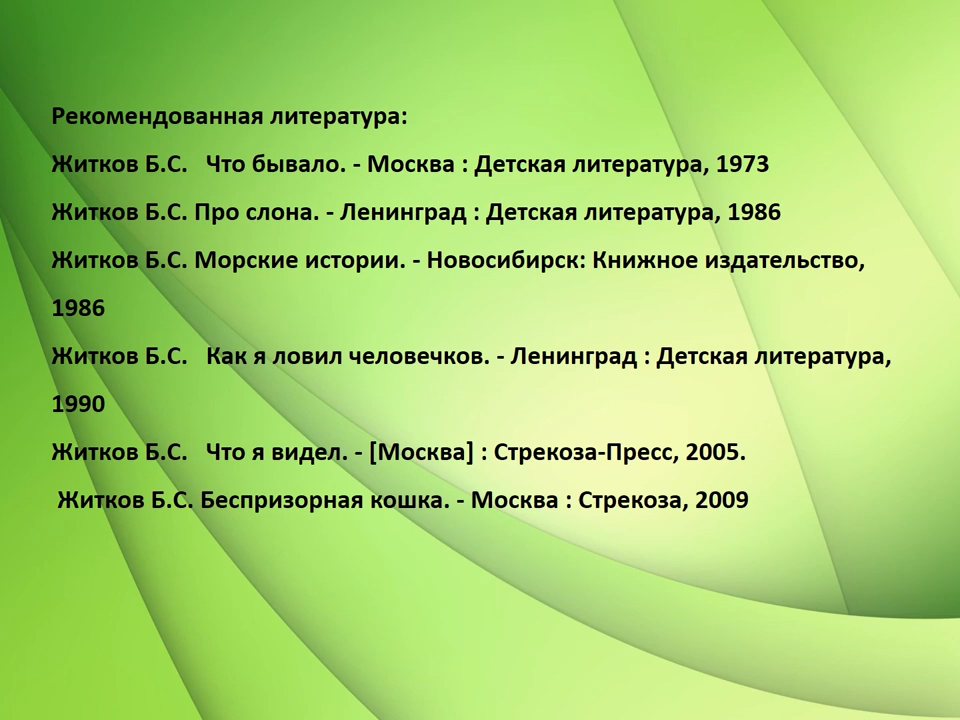 Рекомендованная литература:
Житков Б.С.   Что бывало. - Москва : Детская литература, 1973
Житков Б.С. Про слона. - Ленинград : Детская литература, 1986
Житков Б.С. Морские истории. - Новосибирск: Книжное издательство,
1986
Житков Б.С.   Как я ловил человечков. - Ленинград : Детская литература,
1990
Житков Б.С.   Что я видел. - [Москва] : Стрекоза-Пресс, 2005.
Житков Б.С. Беспризорная кошка. - Москва : Стрекоза, 2009